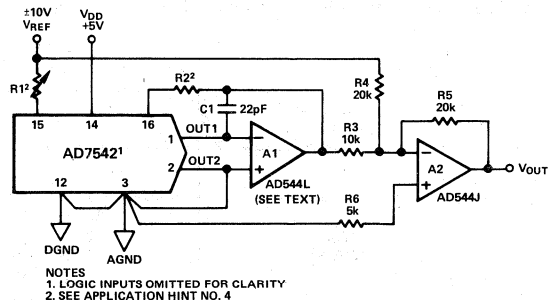 ±10V
VREF
VDD
+5V
R1²
R2²
C1
22pF
R4
20k
R5
20k
15
14
16
OUT1
1
R3
10k
AD7542¹
OUT2
2
−
A1
+
−
A2
+
VOUT
AD544L
(SEE TEXT)
R6
5k
AD544J
12
3
DGND
AGND
NOTES
1. LOGIC INPUTS OMITTED FOR CLARITY
2. SEE APPLICATION HINT NO. 4